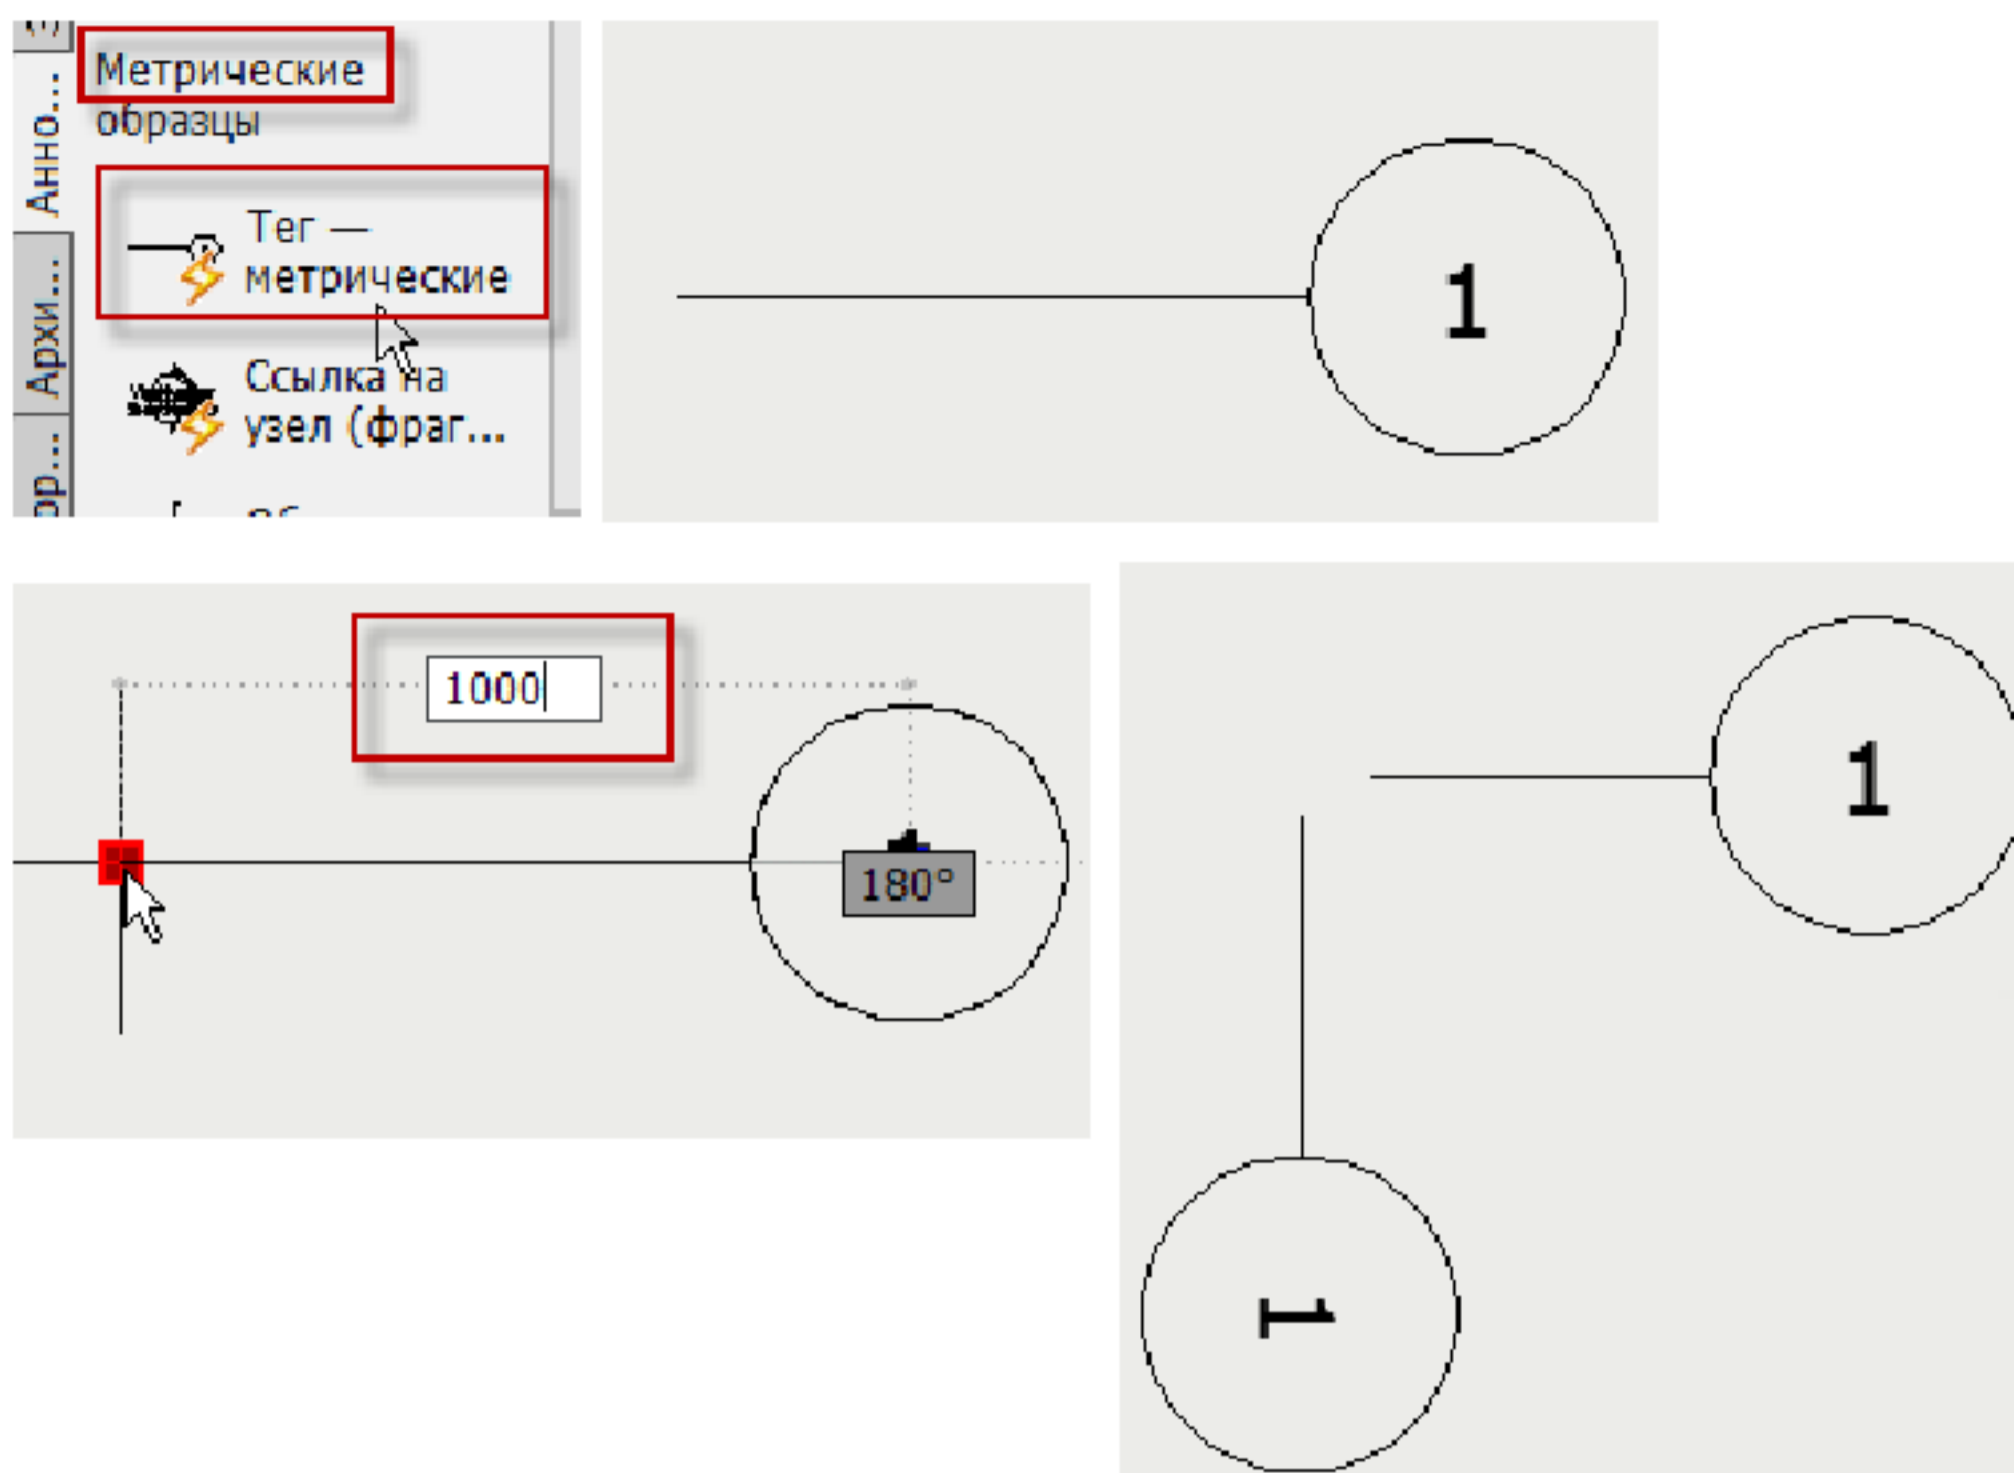 Метрические
образцы
Анно...
Тег —
метрические
Архи...
Ссылка на
узел (фраг...
1
1000
180°
1
1